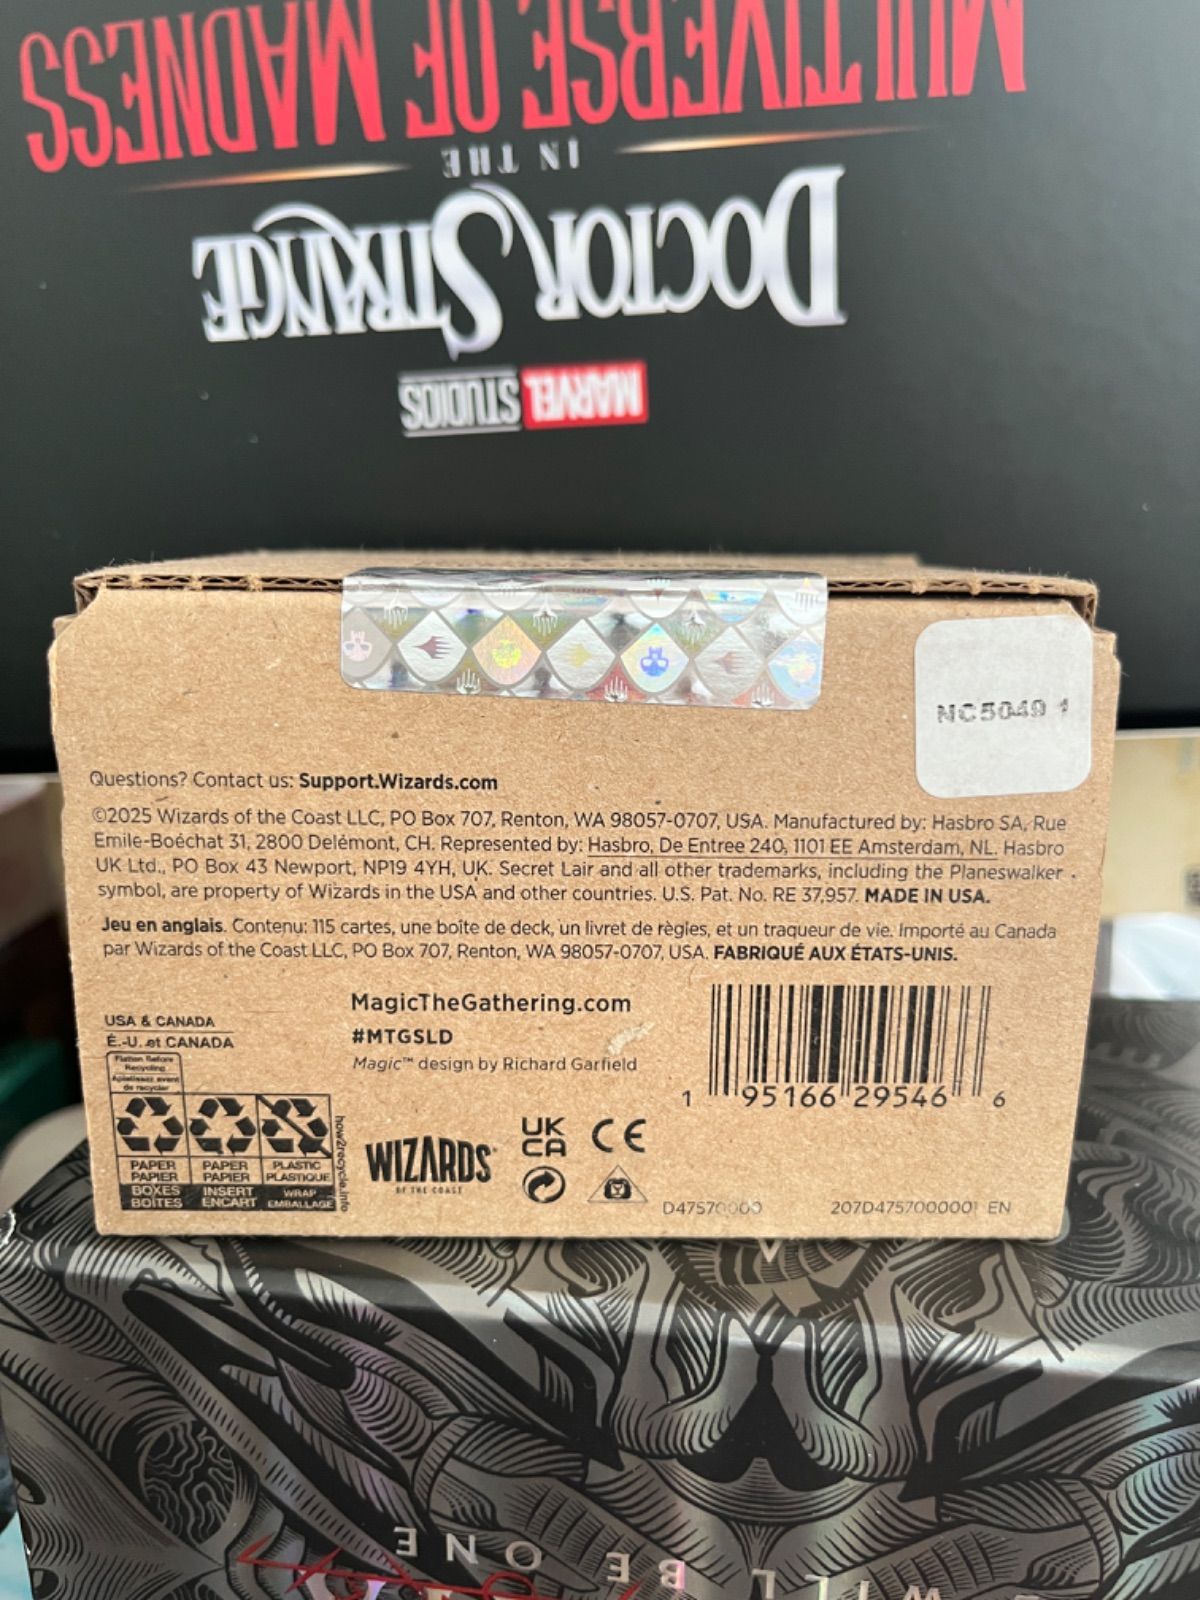 MULTIVERSE OF MADNESS
IN THE
DOCTOR STRANGE
MARVEL STUDIOS
NC5049 1
Questions? Contact us: Support.Wizards.com
©2025 Wizards of the Coast LLC, PO Box 707, Renton, WA 98057-0707, USA. Manufactured by: Hasbro SA, Rue
Emile-Boéchat 31, 2800 Delémont, CH. Represented by: Hasbro, De Entree 240, 1101 EE Amsterdam, NL. Hasbro
UK Ltd., PO Box 43 Newport, NP19 4YH, UK. Secret Lair and all other trademarks, including the Planeswalker
symbol, are property of Wizards in the USA and other countries. U.S. Pat. No. RE 37,957. MADE IN USA.
Jeu en anglais. Contenu: 115 cartes, une boîte de deck, un livret de règles, et un traqueur de vie. Importé au Canada
par Wizards of the Coast LLC, PO Box 707, Renton, WA 98057-0707, USA. FABRIQUÉ AUX ÉTATS-UNIS.
MagicTheGathering.com
#MTGSLD
Magic™ design by Richard Garfield
USA & CANADA
É.-U. et CANADA
Flatten Before
Recycling
Aplatissez avant
de recycler
PAPER PAPER PLASTIC
PAPIER PAPIER PLASTIQUE
BOXES INSERT WRAP
BOÎTES ENCART EMBALLAGE
how2recycle.info
WIZARDS
OF THE COAST
UK
CA
CE
1 95166 29546 6
D47570000
207D475700001 EN
WILL BE ONE